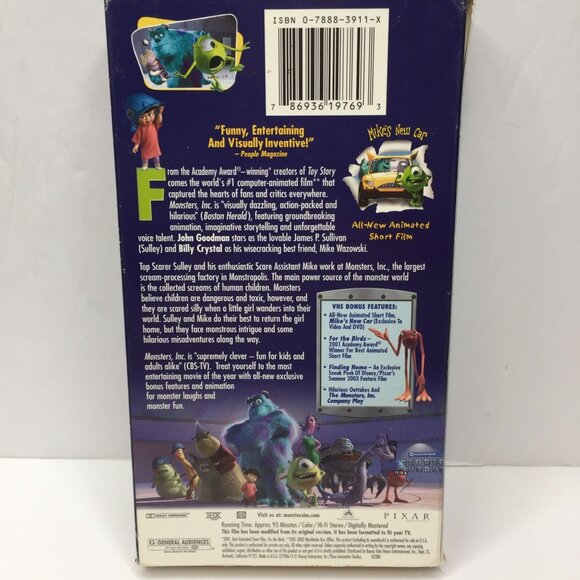 ISBN 0-7888-3911-X
7 86936 19769 3
"Funny, Entertaining
And Visually Inventive!"
– People Magazine
Mike's New Car
All-New Animated
Short Film
From the Academy Award®–winning* creators of Toy Story
comes the world's #1 computer-animated film** that
captured the hearts of fans and critics everywhere.
Monsters, Inc. is "visually dazzling, action-packed and
hilarious" (Boston Herald), featuring groundbreaking
animation, imaginative storytelling and unforgettable
voice talent. John Goodman stars as the lovable James P. Sullivan
(Sulley) and Billy Crystal as his wisecracking best friend, Mike Wazowski.
Top Scarer Sulley and his enthusiastic Scare Assistant Mike work at Monsters, Inc., the largest
scream-processing factory in Monstropolis. The main power source of the monster world
is the collected screams of human children. Monsters
believe children are dangerous and toxic, however, and
they are scared silly when a little girl wanders into their
world. Sulley and Mike do their best to return the girl
home, but they face monstrous intrigue and some
hilarious misadventures along the way.
Monsters, Inc. is "supremely clever – fun for kids and
adults alike" (CBS-TV). Treat yourself to the most
entertaining movie of the year with all-new exclusive
bonus features and animation
for monster laughs and
monster fun.
VHS BONUS FEATURES:
• All-New Animated Short Film,
Mike's New Car (Exclusive To
Video And DVD)
• For the Birds –
2001 Academy Award®
Winner For Best Animated
Short Film
• Finding Nemo – An Exclusive
Sneak Peek Of Disney/Pixar's
Summer 2003 Feature Film
• Hilarious Outtakes And
The Monsters, Inc.
Company Play
THX
Visit us at: monstersinc.com
PIXAR
G GENERAL AUDIENCES
Running Time: Approx. 93 Minutes / Color / Hi-Fi Stereo / Digitally Mastered
This film has been modified from its original version. It has been formatted to fit your TV.